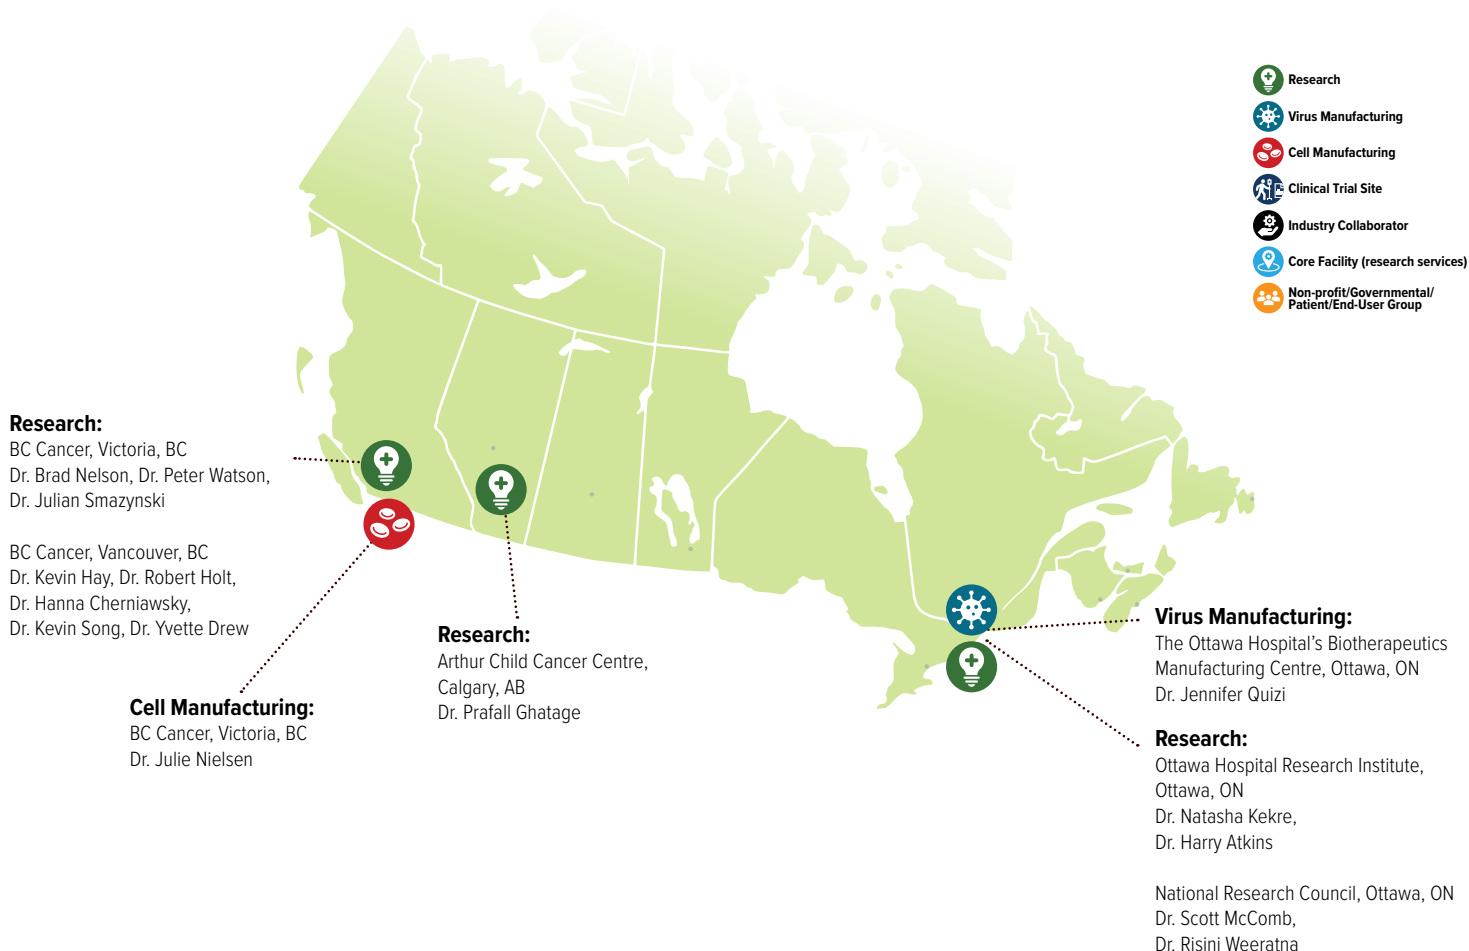 Research
Virus Manufacturing
Cell Manufacturing
Clinical Trial Site
Industry Collaborator
Core Facility (research services)
Non-profit/Governmental/
Patient/End-User Group
Research:
BC Cancer, Victoria, BC
Dr. Brad Nelson, Dr. Peter Watson,
Dr. Julian Smazynski
BC Cancer, Vancouver, BC
Dr. Kevin Hay, Dr. Robert Holt,
Dr. Hanna Cherniawsky,
Dr. Kevin Song, Dr. Yvette Drew
Cell Manufacturing:
BC Cancer, Victoria, BC
Dr. Julie Nielsen
Research:
Arthur Child Cancer Centre,
Calgary, AB
Dr. Prafall Ghatage
Virus Manufacturing:
The Ottawa Hospital’s Biotherapeutics
Manufacturing Centre, Ottawa, ON
Dr. Jennifer Quizi
Research:
Ottawa Hospital Research Institute,
Ottawa, ON
Dr. Natasha Kekre,
Dr. Harry Atkins
National Research Council, Ottawa, ON
Dr. Scott McComb,
Dr. Risini Weeratna